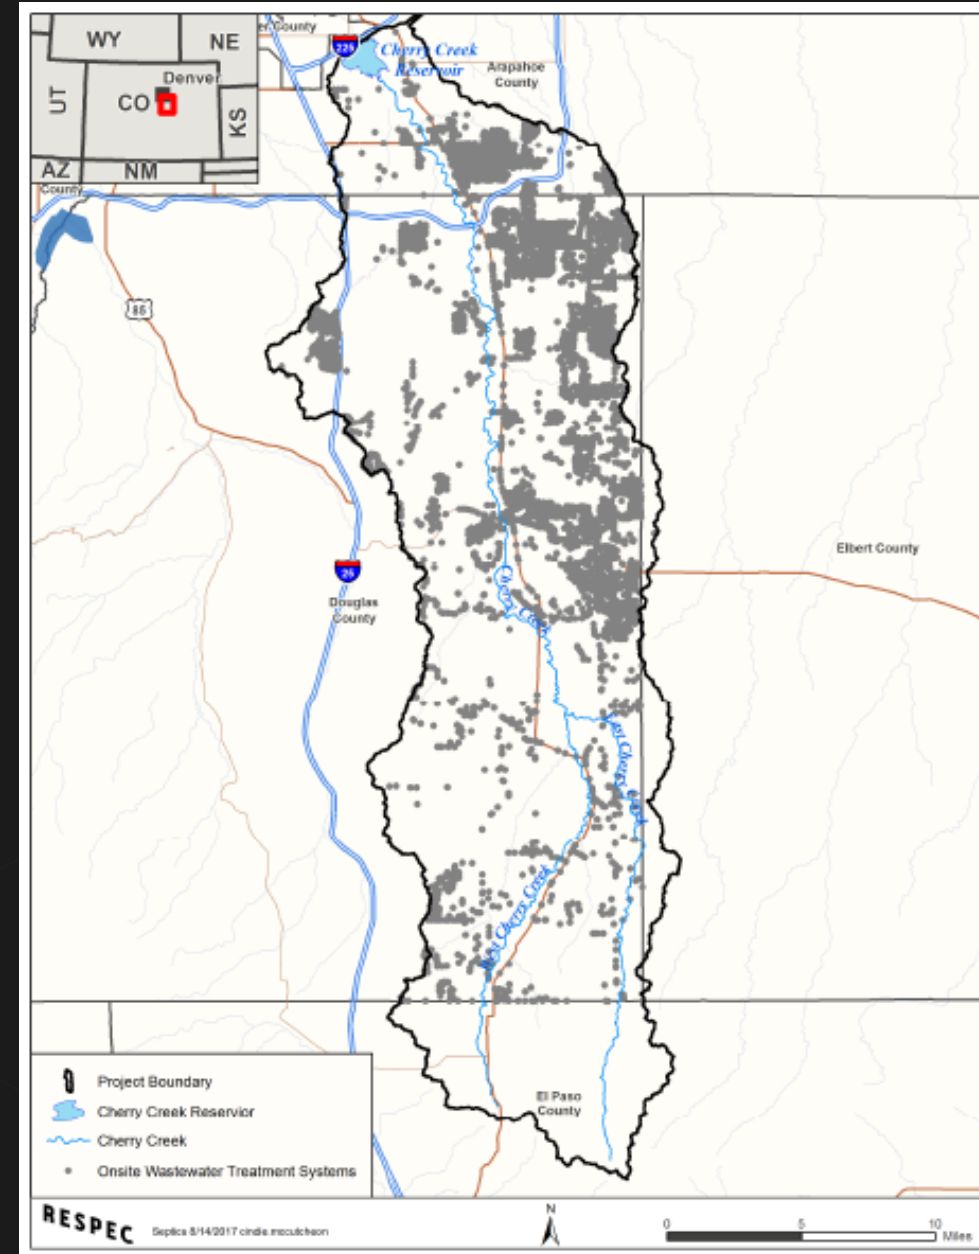 WY
NE
Denver
UT
CO
KS
AZ
NM
County
er County
225
Cherry Creek
Reservoir
Arapahoe
County
85
25
Douglas
County
Elbert County
Cherry Creek
East Cherry Creek
West Cherry Creek
El Paso
County
Project Boundary
Cherry Creek Reservior
Cherry Creek
Onsite Wastewater Treatment Systems
RESPEC
Septics 8/14/2017 cindie mccutcheon
N
0 5 10
Miles